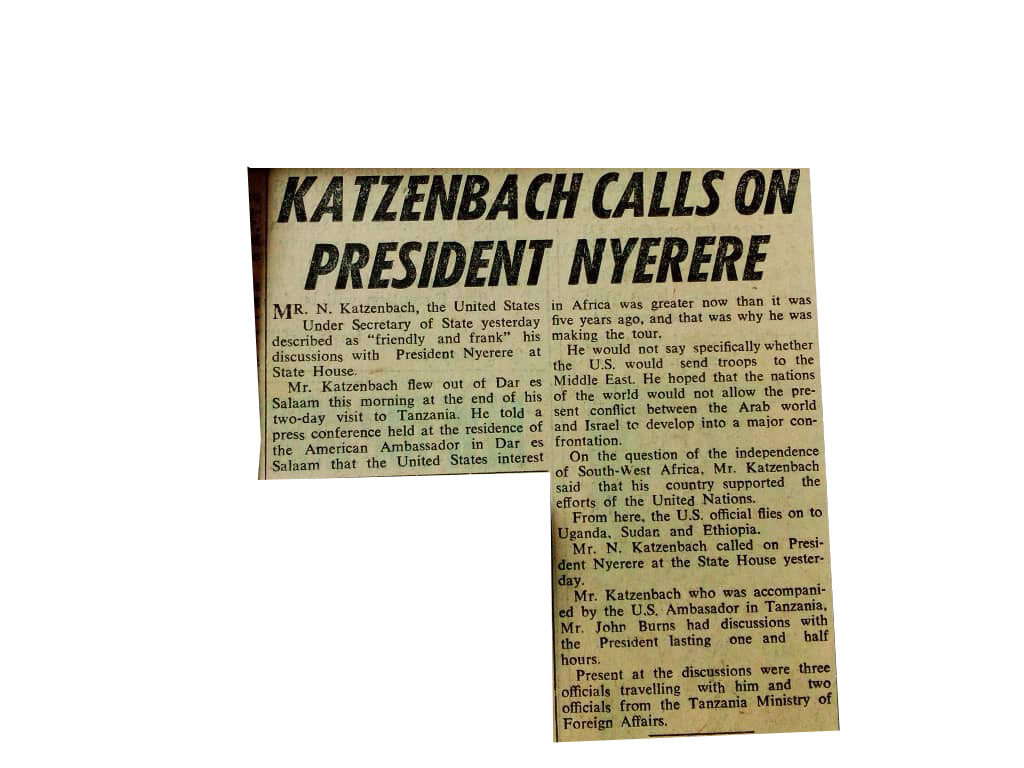 KATZENBACH CALLS ON
PRESIDENT NYERERE
MR. N. Katzenbach, the United States
Under Secretary of State yesterday
described as "friendly and frank" his
discussions with President Nyerere at
State House.
Mr. Katzenbach flew out of Dar es
Salaam this morning at the end of his
two-day visit to Tanzania. He told a
press conference held at the residence of
the American Ambassador in Dar es
Salaam that the United States interest
in Africa was greater now than it was
five years ago, and that was why he was
making the tour.
He would not say specifically whether
the U.S. would send troops to the
Middle East. He hoped that the nations
of the world would not allow the pre-
sent conflict between the Arab world
and Israel to develop into a major con-
frontation.
On the question of the independence
of South-West Africa, Mr. Katzenbach
said that his country supported the
efforts of the United Nations.
From here, the U.S. official flies on to
Uganda, Sudan and Ethiopia.
Mr. N. Katzenbach called on Presi-
dent Nyerere at the State House yester-
day.
Mr. Katzenbach who was accompani-
ed by the U.S. Ambasador in Tanzania,
Mr. John Burns had discussions with
the President lasting one and half
hours.
Present at the discussions were three
officials travelling with him and two
officials from the Tanzania Ministry of
Foreign Affairs.